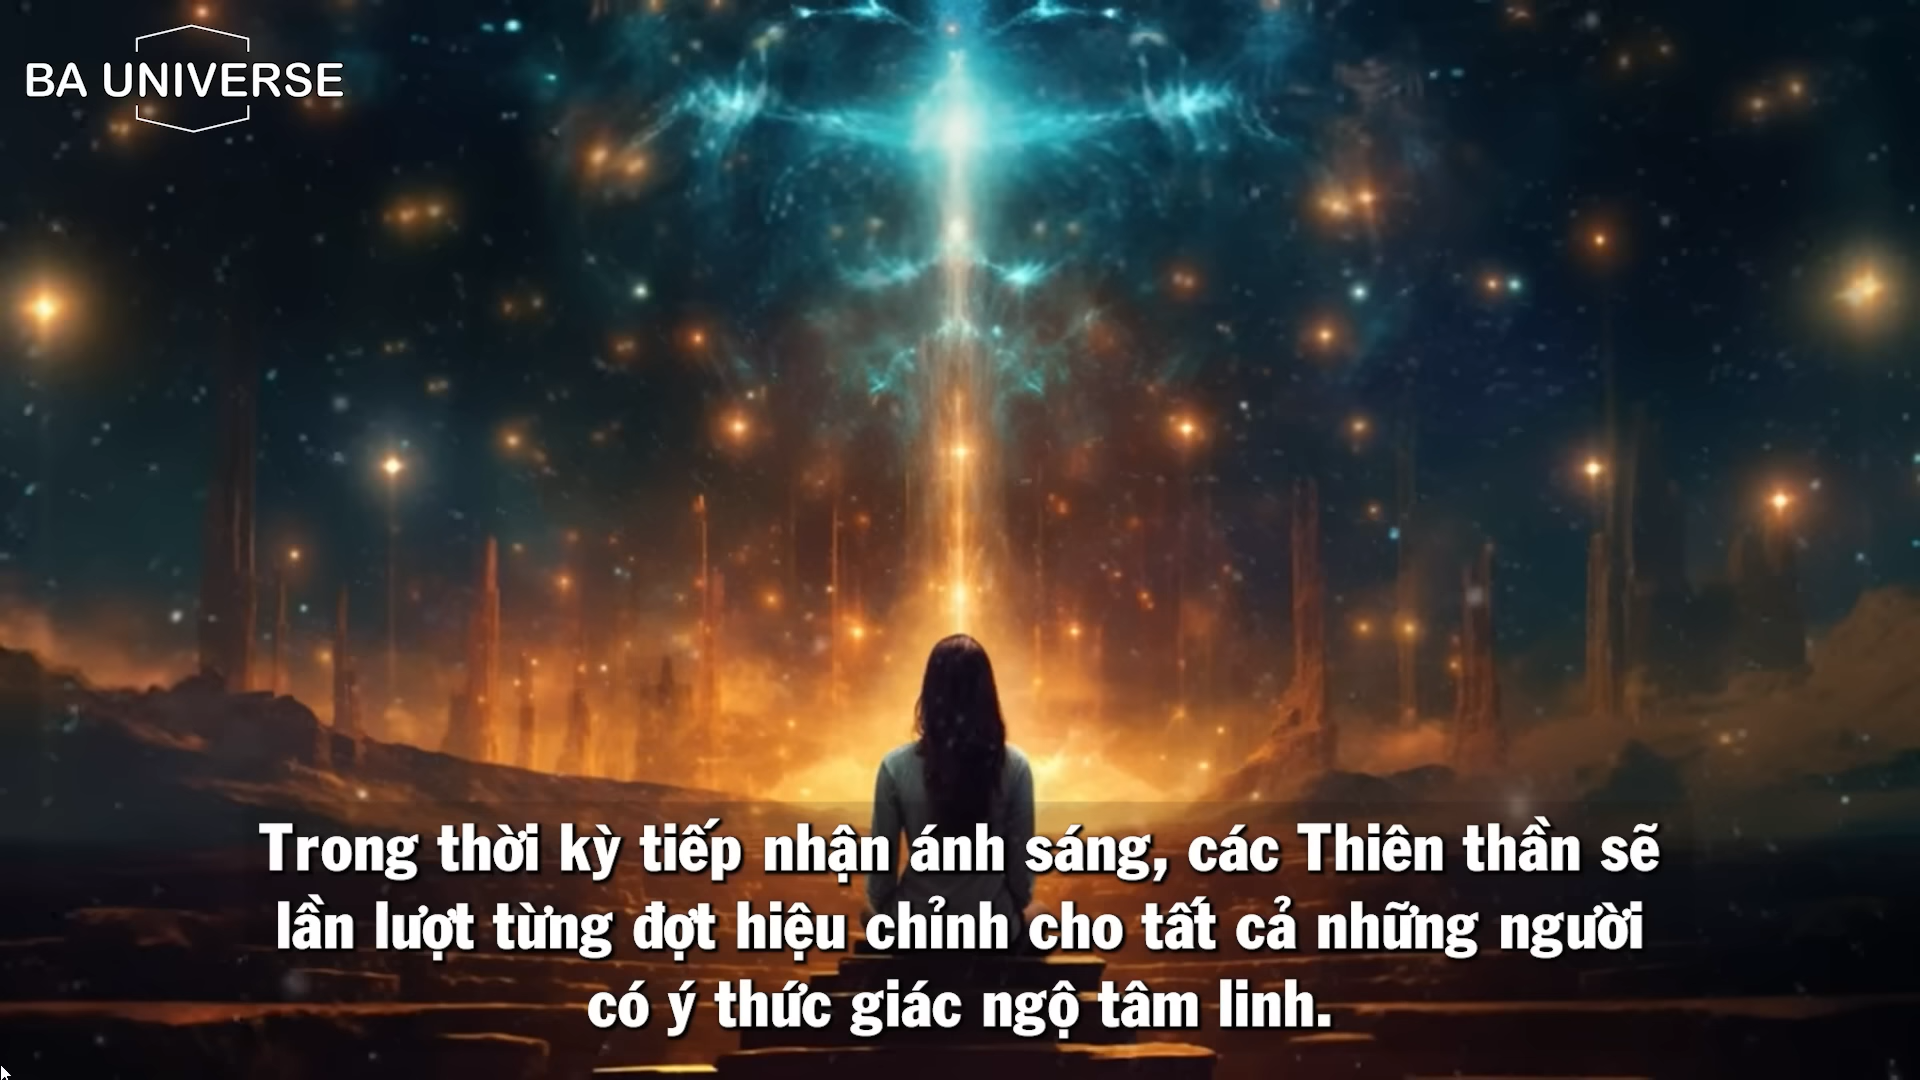 BA UNIVERSE
Trong thời kỳ tiếp nhận ánh sáng, các Thiên thần sẽ
lần lượt từng đợt hiệu chỉnh cho tất cả những người
có ý thức giác ngộ tâm linh.